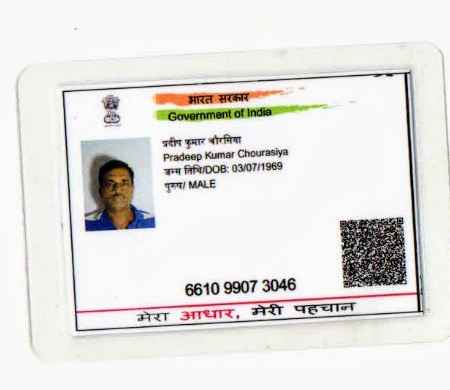 भारत सरकार
Government of India
प्रदीप कुमार चौरसिया
Pradeep Kumar Chourasiya
जन्म तिथि/DOB: 03/07/1969
पुरुष/ MALE
6610 9907 3046
मेरा आधार, मेरी पहचान